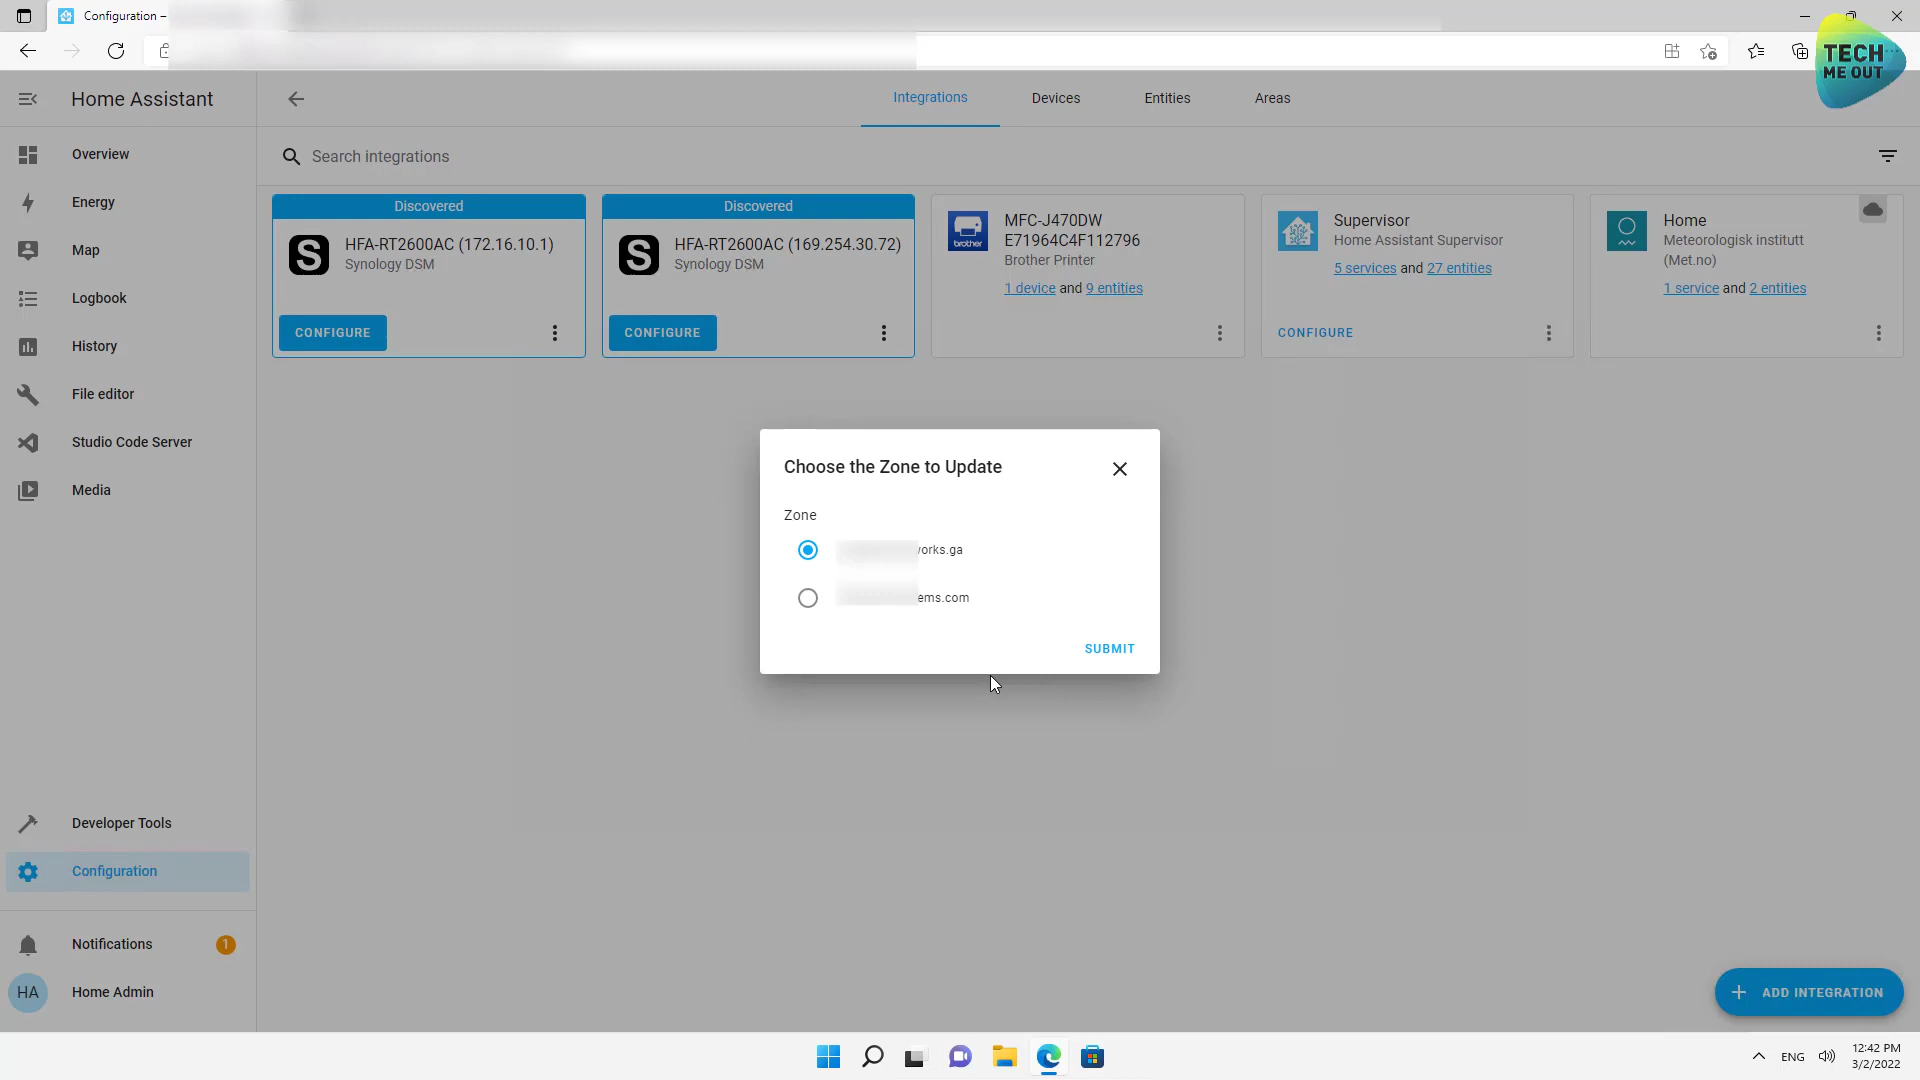 Configuration –
TECH
ME OUT
Home Assistant
Integrations
Devices
Entities
Areas
Overview
Energy
Map
Logbook
History
File editor
Studio Code Server
Media
Developer Tools
Configuration
Notifications
1
HA
Home Admin
Search integrations
Discovered
S
HFA-RT2600AC (172.16.10.1)
Synology DSM
CONFIGURE
Discovered
S
HFA-RT2600AC (169.254.30.72)
Synology DSM
CONFIGURE
brother
MFC-J470DW
E71964C4F112796
Brother Printer
1 device and 9 entities
Supervisor
Home Assistant Supervisor
5 services and 27 entities
CONFIGURE
Home
Meteorologisk institutt
(Met.no)
1 service and 2 entities
Choose the Zone to Update
Zone
orks.ga
ems.com
SUBMIT
ADD INTEGRATION
ENG
12:42 PM
3/2/2022